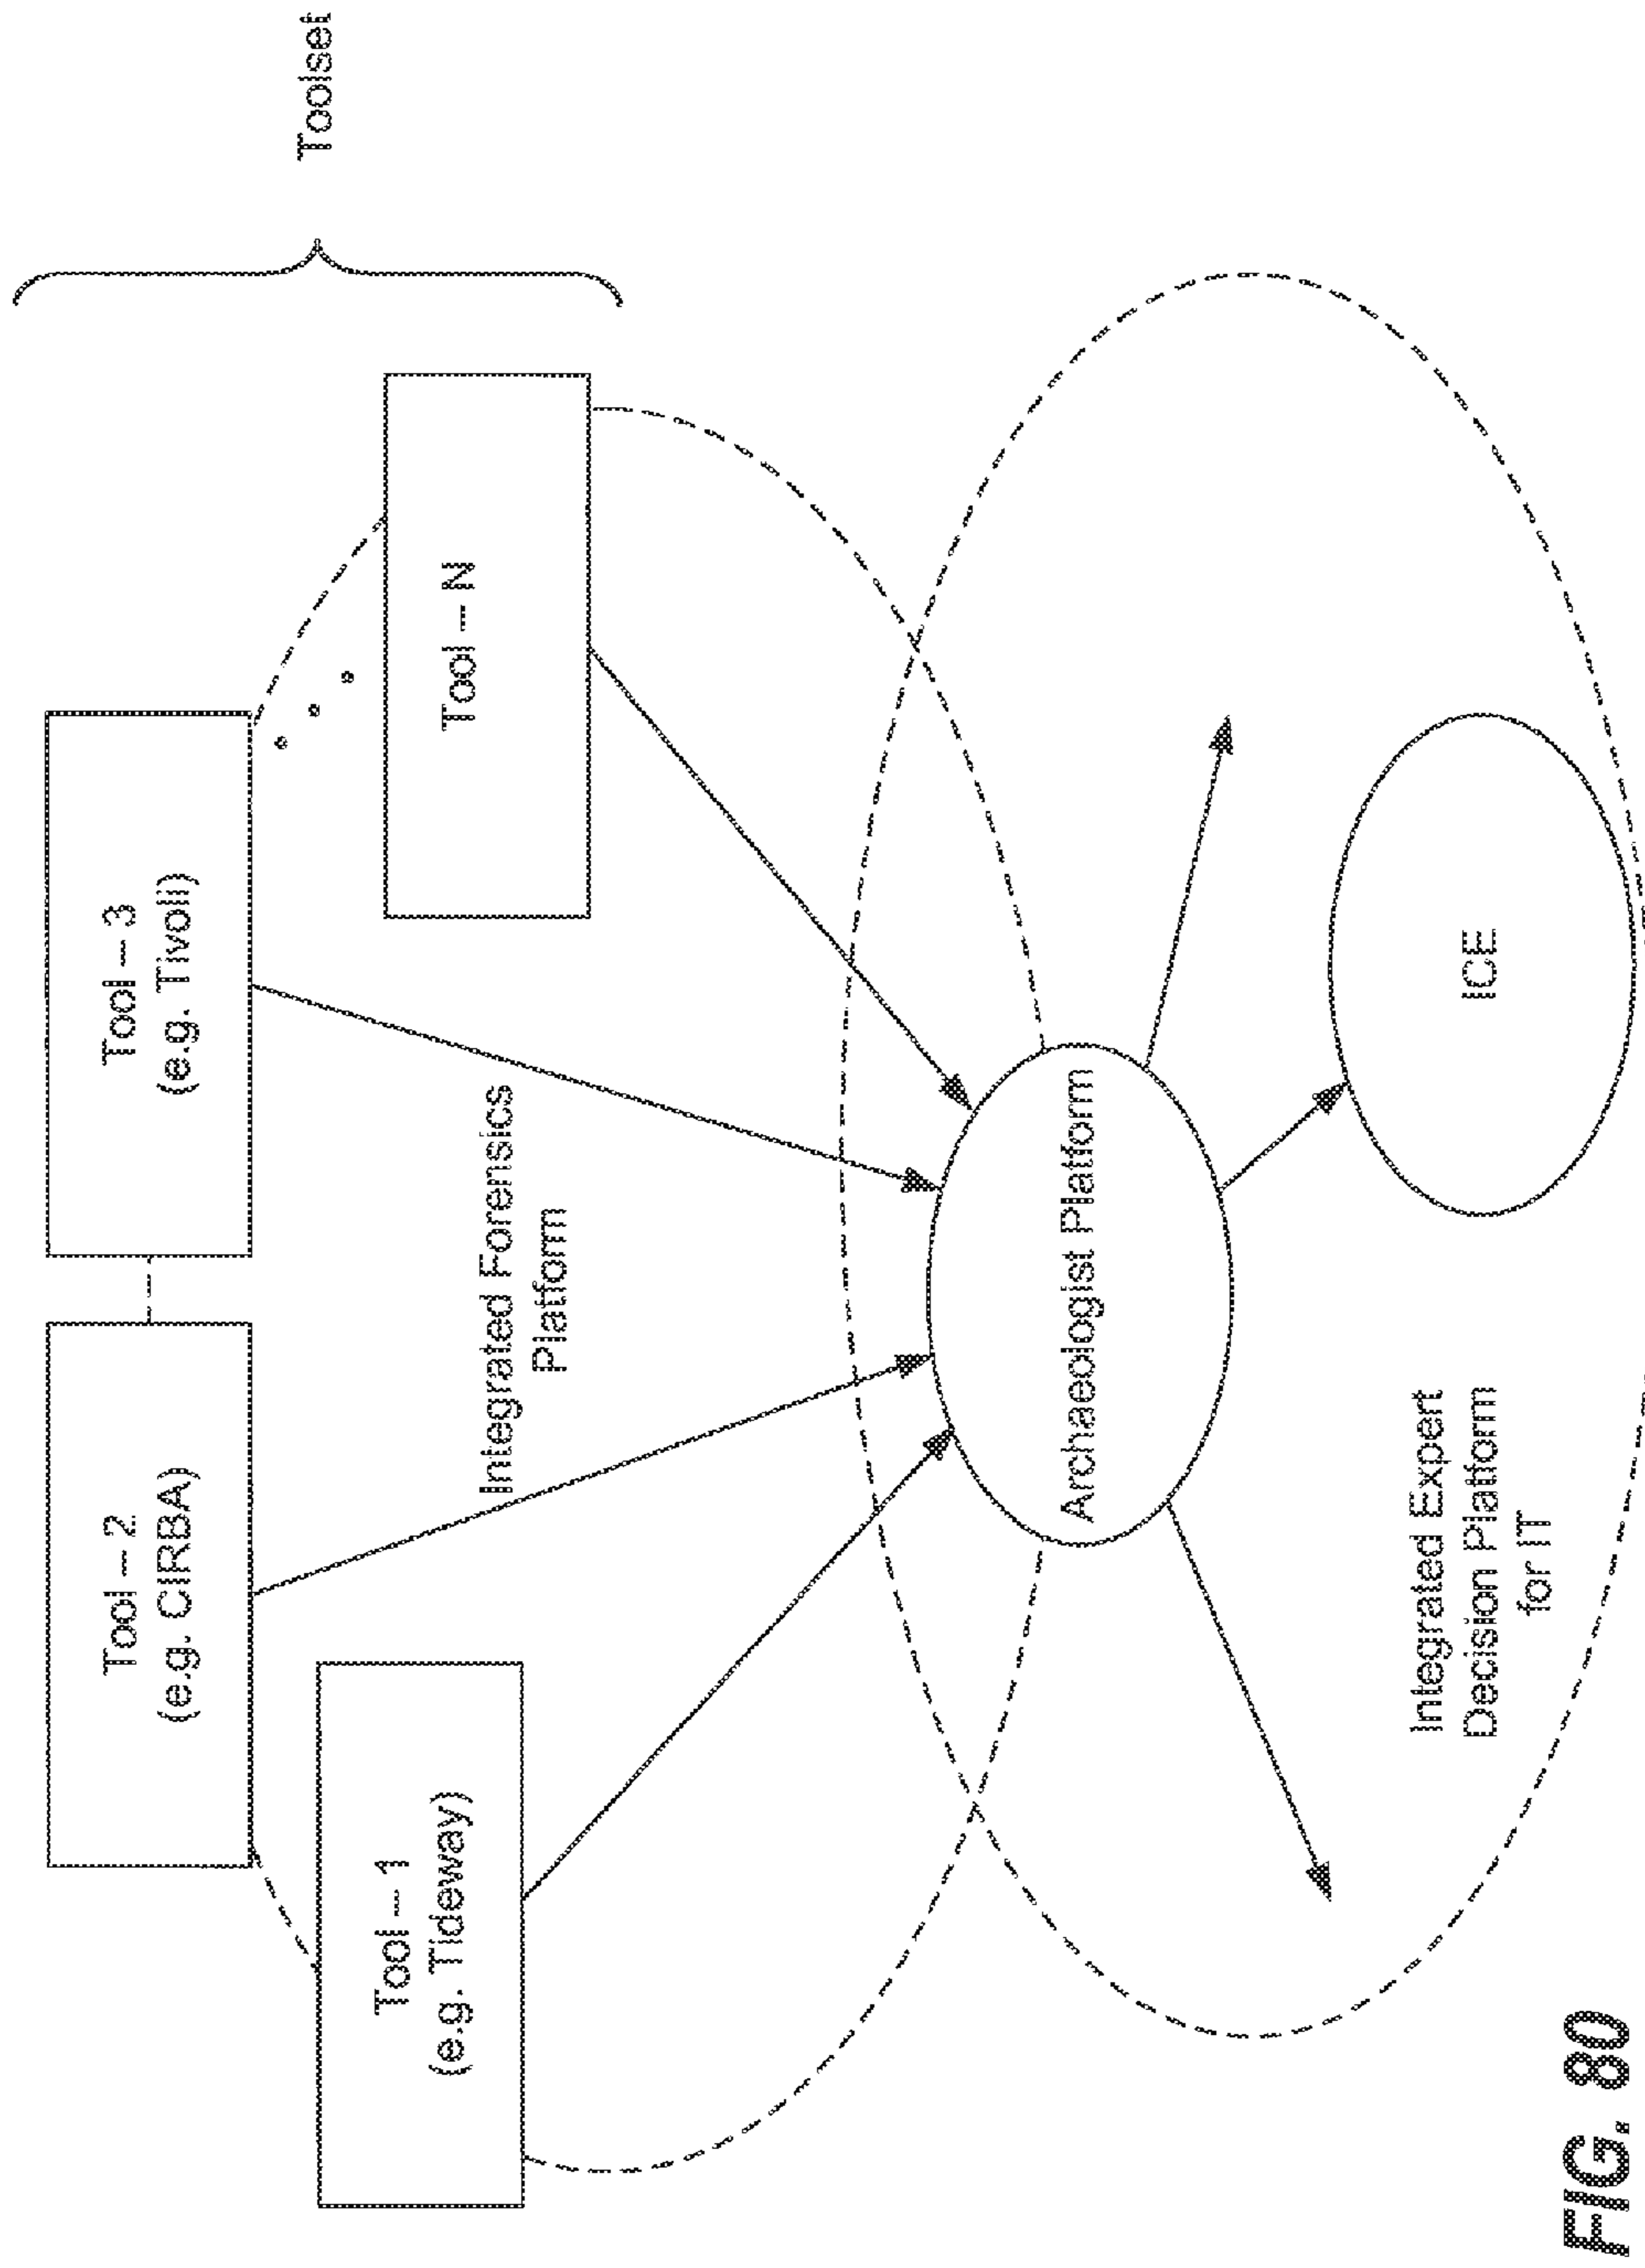 Toolset
Tool – 2
(e.g. CIRBA)
Tool – 3
(e.g. Tivoli)
Tool – 1
(e.g. Tideway)
Tool – N
Integrated Forensics
Platform
Archaeologist Platform
Integrated Expert
Decision Platform
for IT
ICE
FIG. 80